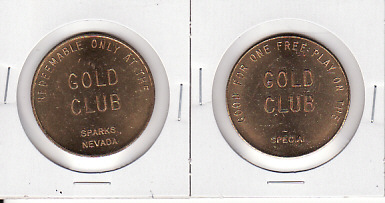 REDEEMABLE ONLY AT THE
GOLD
CLUB
SPARKS
NEVADA
GOOD FOR ONE FREE PLAY ON THE
GOLD
CLUB
SPECIAL